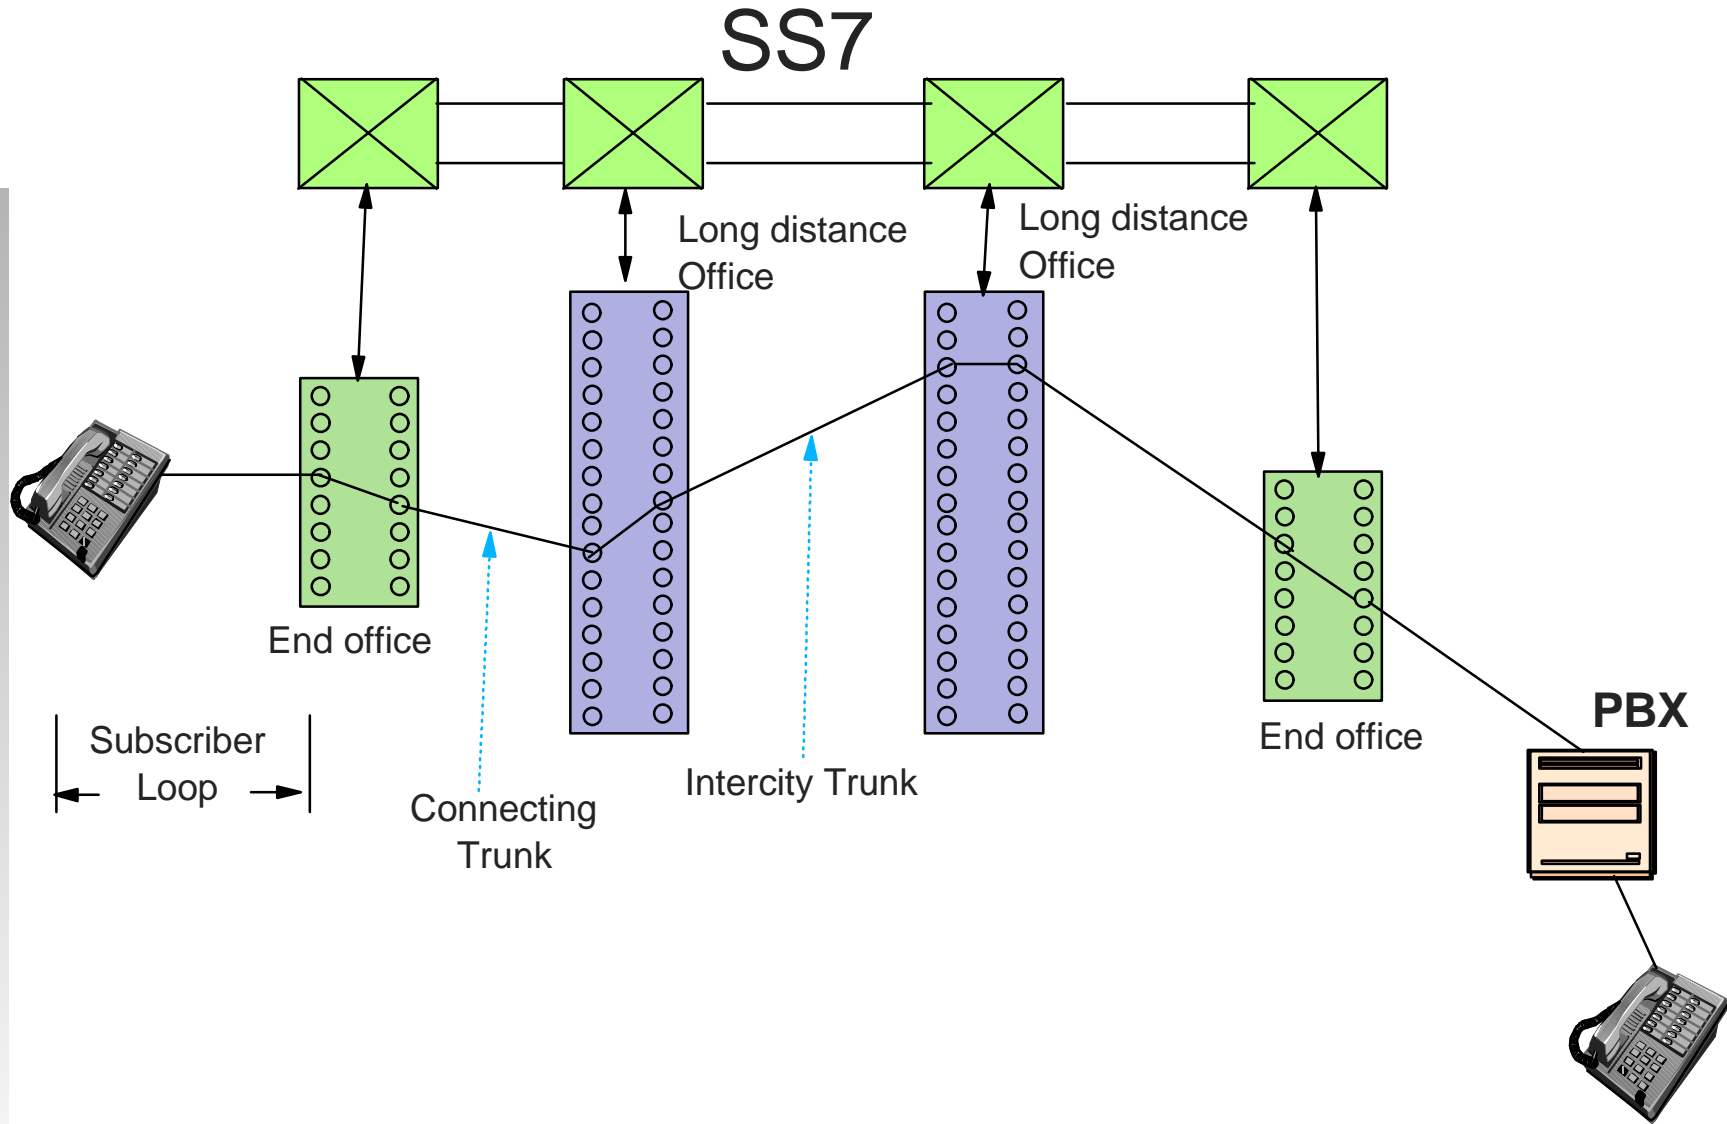 SS7
Long distance
Office
Long distance
Office
End office
Subscriber
Loop
Connecting
Trunk
Intercity Trunk
End office
PBX